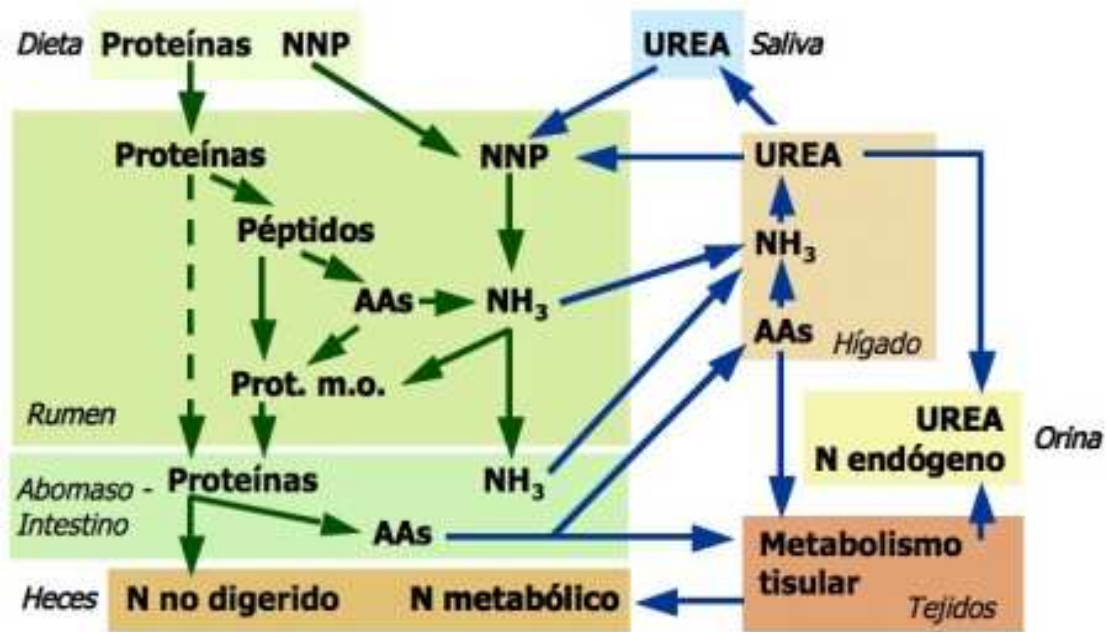 Dieta Proteínas NNP UREA Saliva
Proteínas NNP UREA
Péptidos NH₃
AAs NH₃ AAs
Hígado
Prot. m.o.
Rumen UREA Orina
N endógeno
Abomaso - Proteínas NH₃
Intestino
AAs Metabolismo
tisular
Heces N no digerido N metabólico Tejidos